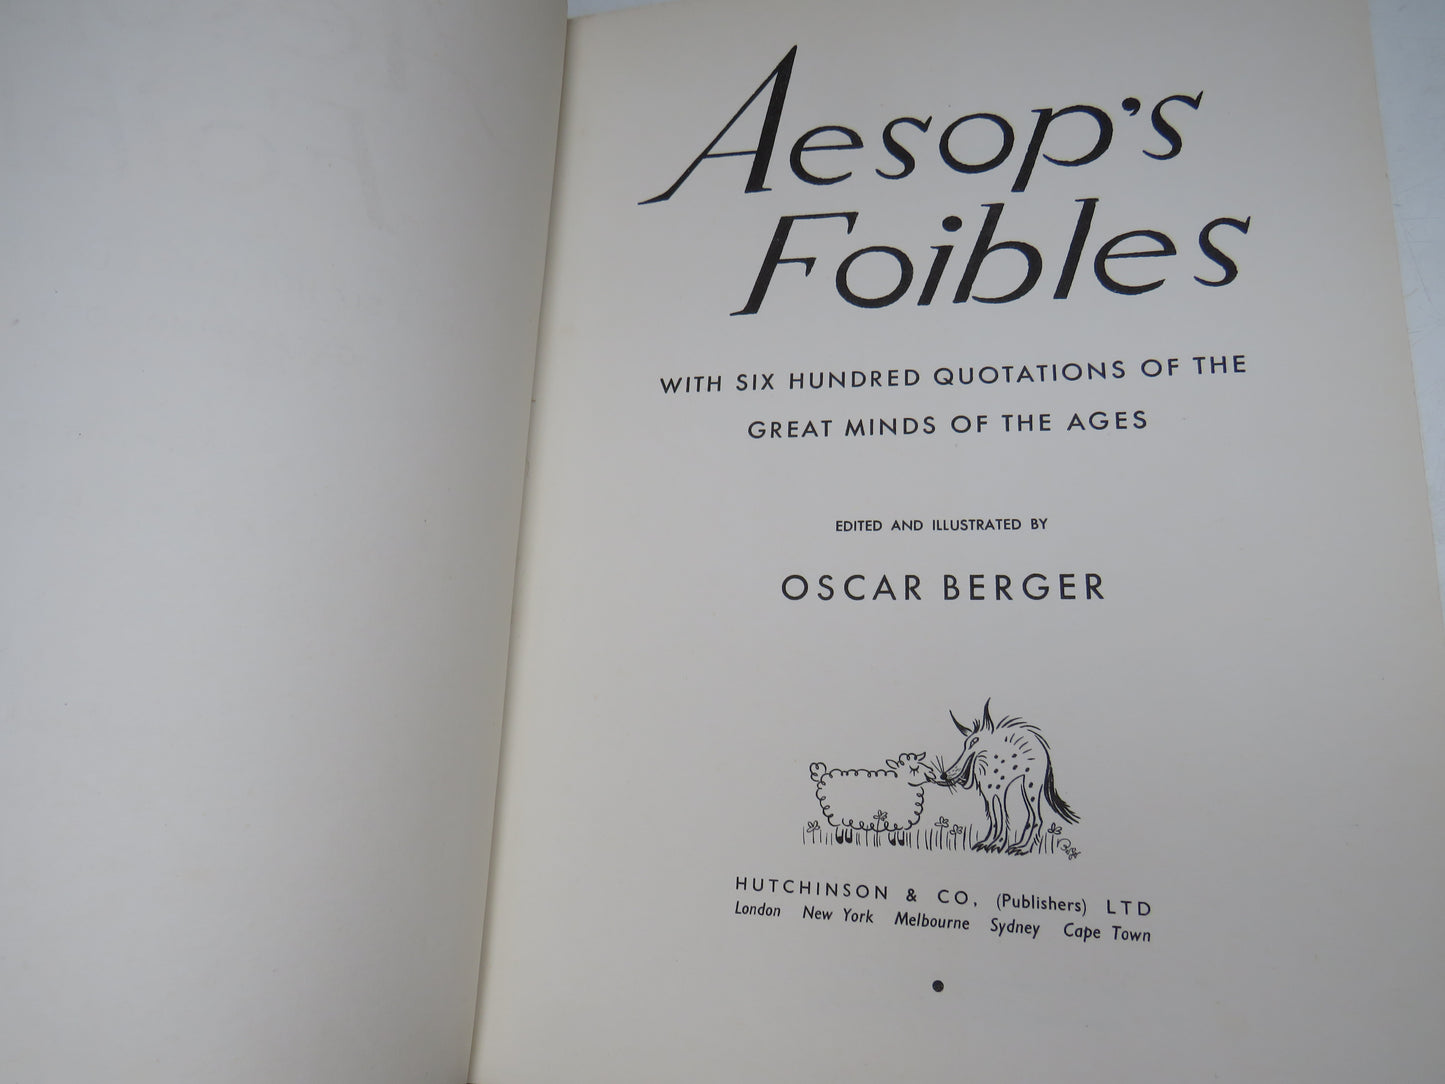 Aesop's
Foibles
WITH SIX HUNDRED QUOTATIONS OF THE
GREAT MINDS OF THE AGES
EDITED AND ILLUSTRATED BY
OSCAR BERGER
HUTCHINSON & CO, (Publishers) LTD
London New York Melbourne Sydney Cape Town